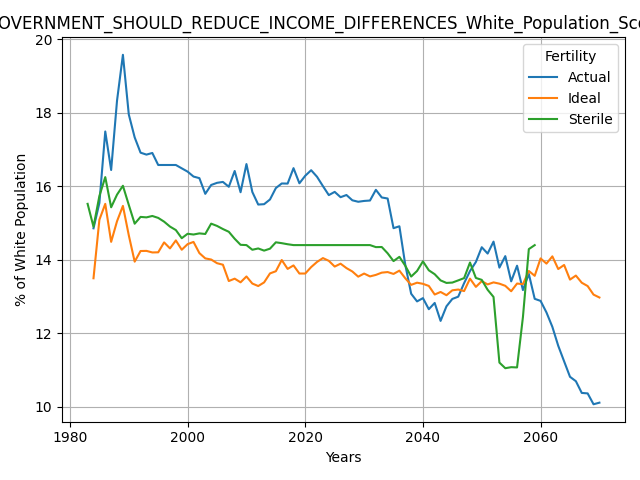 OVERNMENT_SHOULD_REDUCE_INCOME_DIFFERENCES_White_Population_Sc
Fertility
Actual
Ideal
Sterile
% of White Population
20
18
16
14
12
10
1980
2000
2020
2040
2060
Years